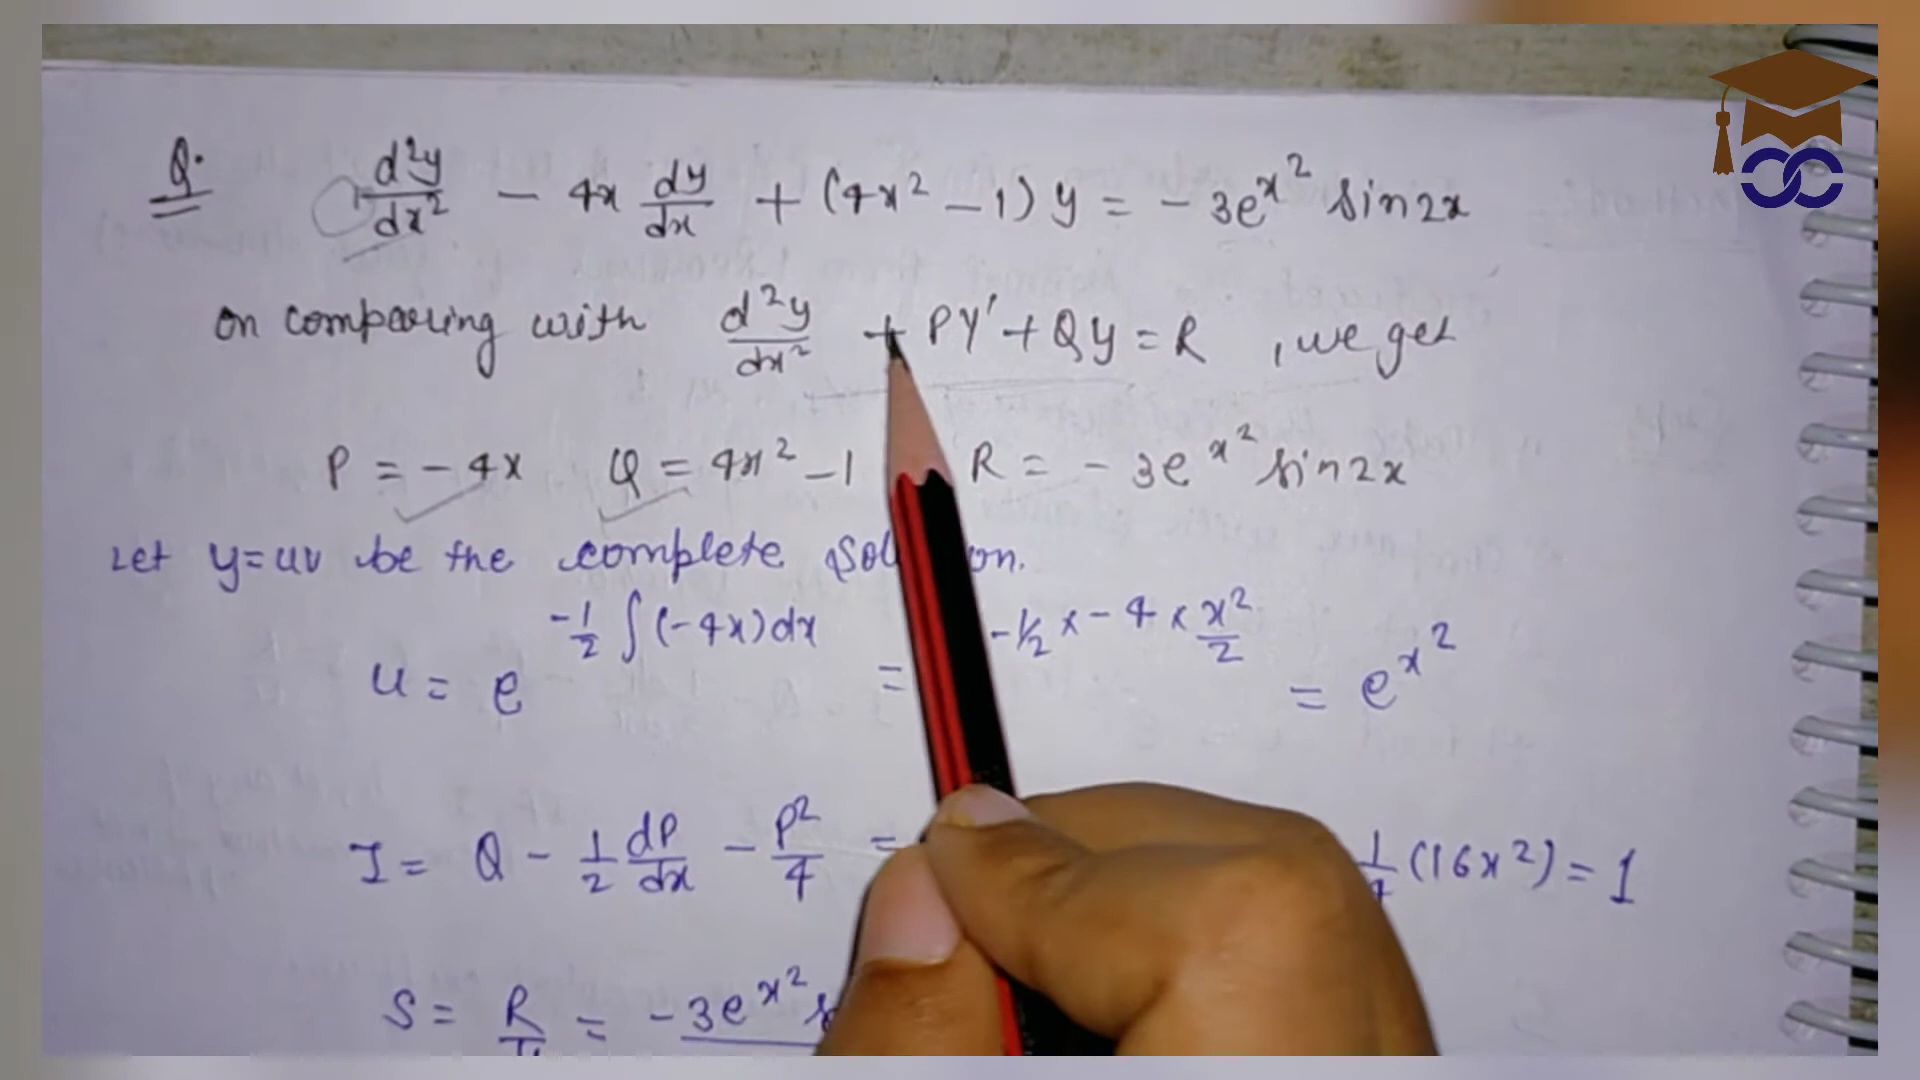 Q. d²y/dx² - 4x dy/dx + (4x² - 1) y = - 3e^x² sin2x
on comparing with d²y/dx² + PY' + Qy = R , we get
P = - 4x Q = 4x² - 1 R = - 3e^x² sin2x
Let y=uv be the complete
u = e^-1/2 ∫(-4x)dx = -1/2 x - 4 x x²/2 = e^x²
I = Q - 1/2 dP/dx - P²/4 = (16x²) = 1
S = R = - 3e^x²